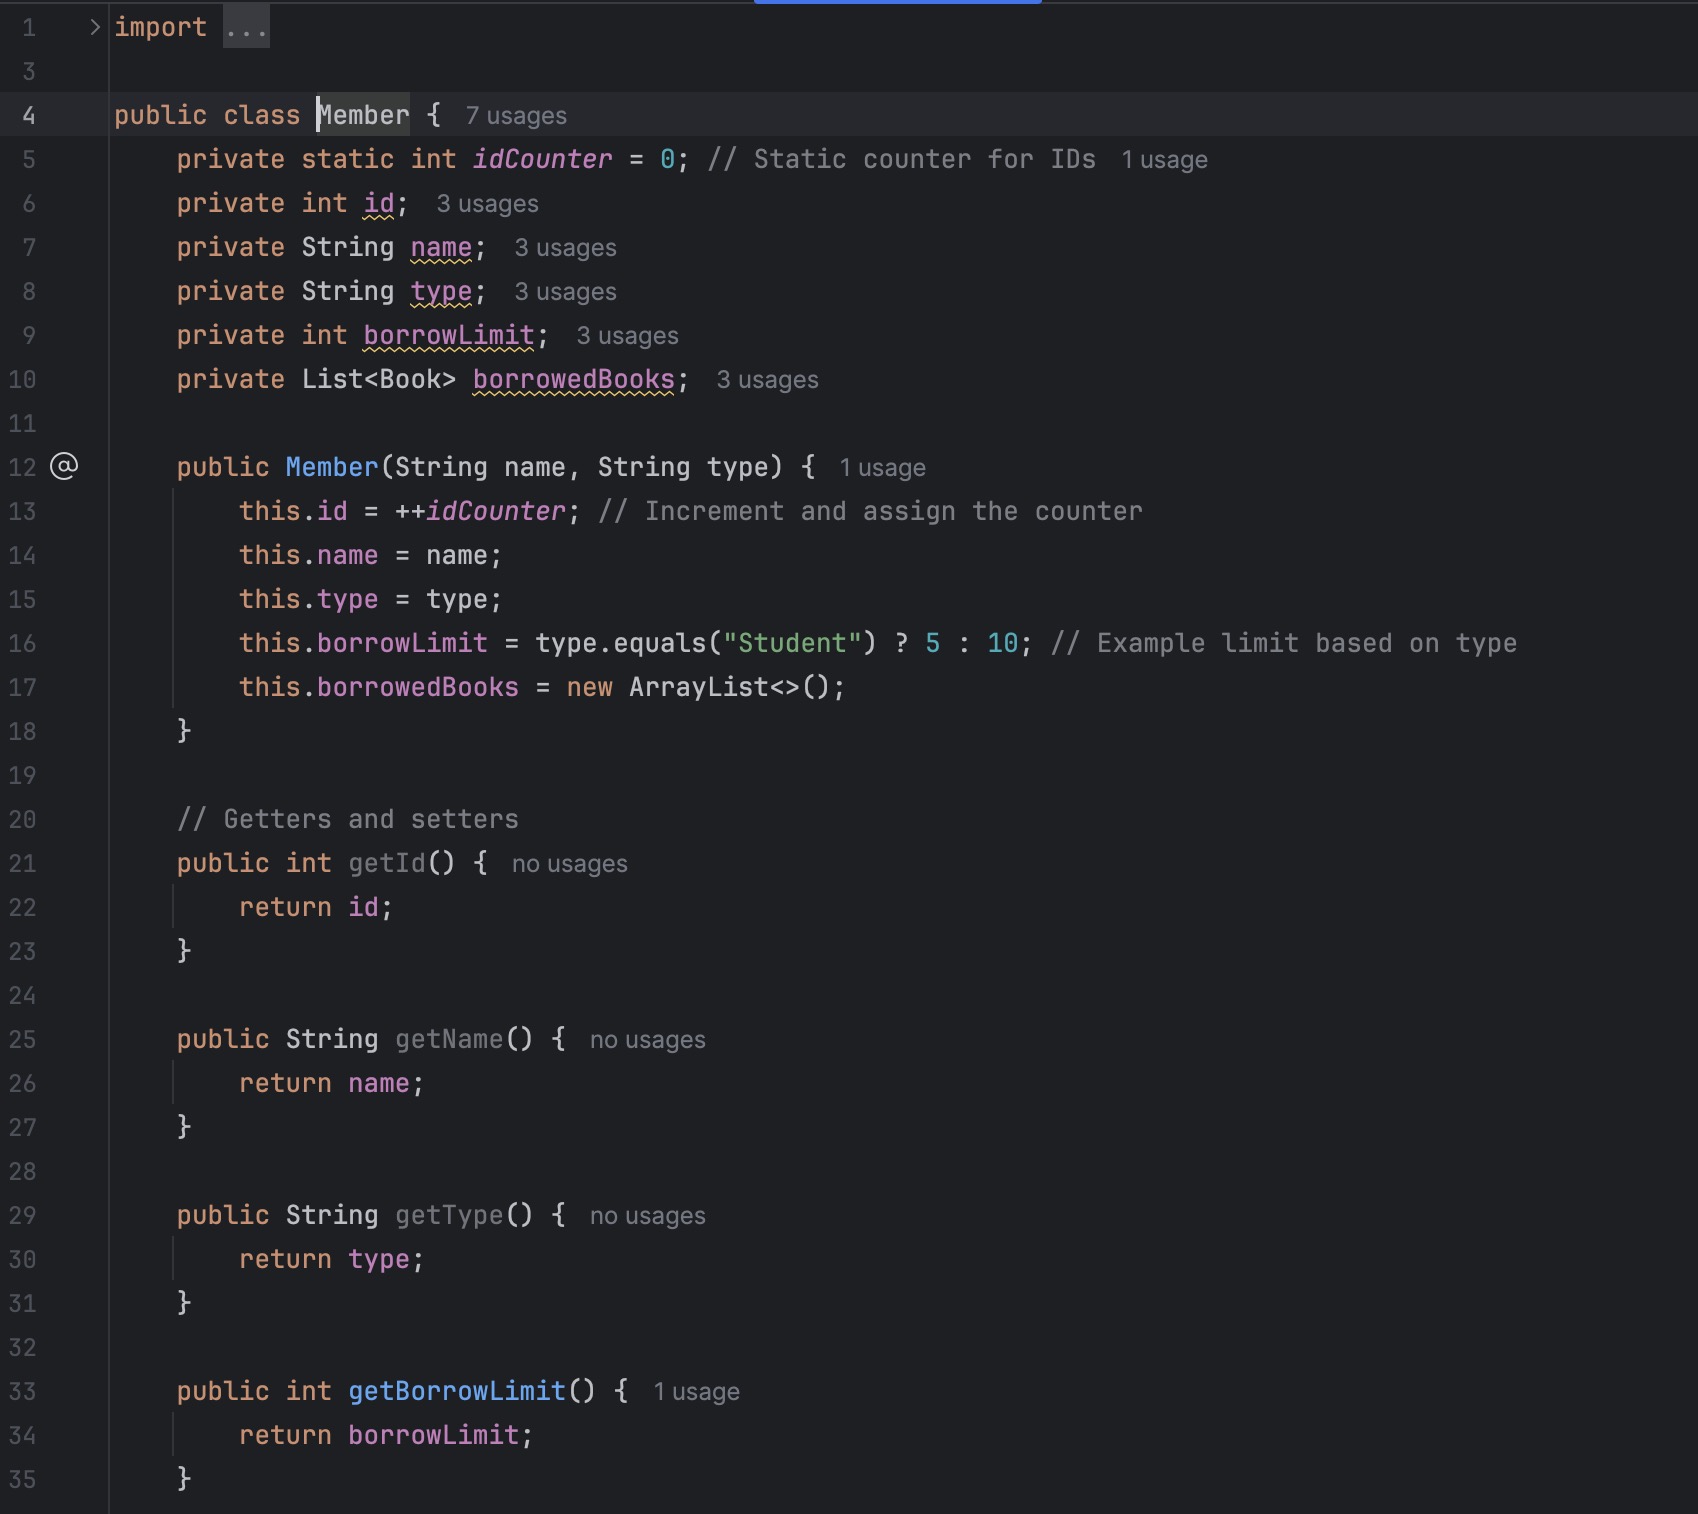 1 import ...
3
4 public class Member { 7 usages
5 private static int idCounter = 0; // Static counter for IDs 1 usage
6 private int id; 3 usages
7 private String name; 3 usages
8 private String type; 3 usages
9 private int borrowLimit; 3 usages
10 private List<Book> borrowedBooks; 3 usages
11
12 @ public Member(String name, String type) { 1 usage
13 this.id = ++idCounter; // Increment and assign the counter
14 this.name = name;
15 this.type = type;
16 this.borrowLimit = type.equals("Student") ? 5 : 10; // Example limit based on type
17 this.borrowedBooks = new ArrayList<>();
18 }
19
20 // Getters and setters
21 public int getId() { no usages
22 return id;
23 }
24
25 public String getName() { no usages
26 return name;
27 }
28
29 public String getType() { no usages
30 return type;
31 }
32
33 public int getBorrowLimit() { 1 usage
34 return borrowLimit;
35 }